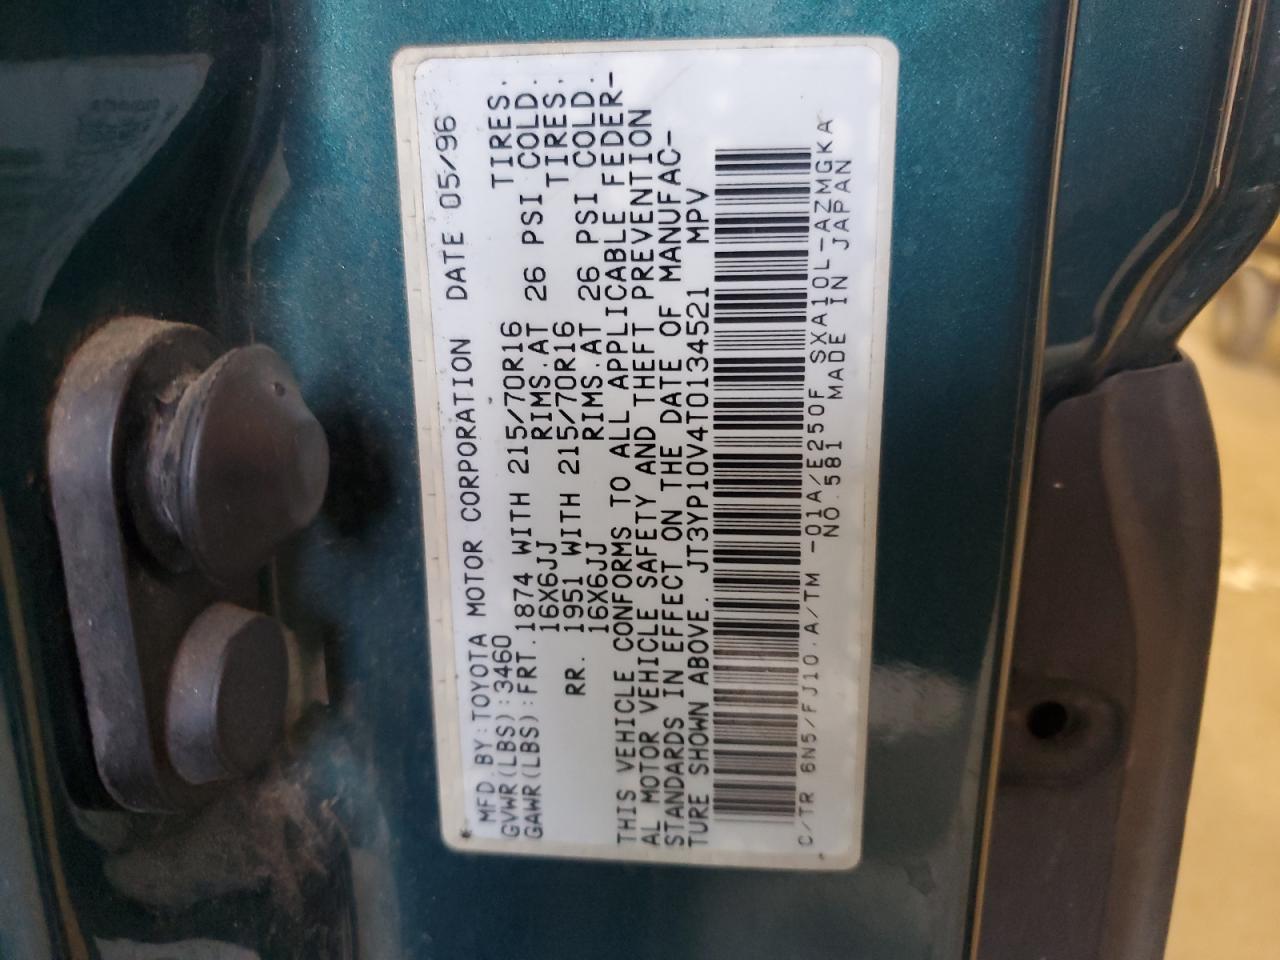 MFD BY: TOYOTA MOTOR CORPORATION DATE 05/96
GVWR(LBS):3460
GAWR(LBS):FRT.1874 WITH 215/70R16 TIRES.
16X6JJ RIMS.AT 26 PSI COLD.
RR. 1951 WITH 215/70R16 TIRES.
16X6JJ RIMS.AT 26 PSI COLD.
THIS VEHICLE CONFORMS TO ALL APPLICABLE FEDER-
AL MOTOR VEHICLE SAFETY AND THEFT PREVENTION
STANDARDS IN EFFECT ON THE DATE OF MANUFAC-
TURE SHOWN ABOVE. JT3YP10V4T0134521 MPV
C/TR 6N5/FJ10.A/TM -01A/E250F SXA10L-AZMGKA
NO.581 MADE IN JAPAN